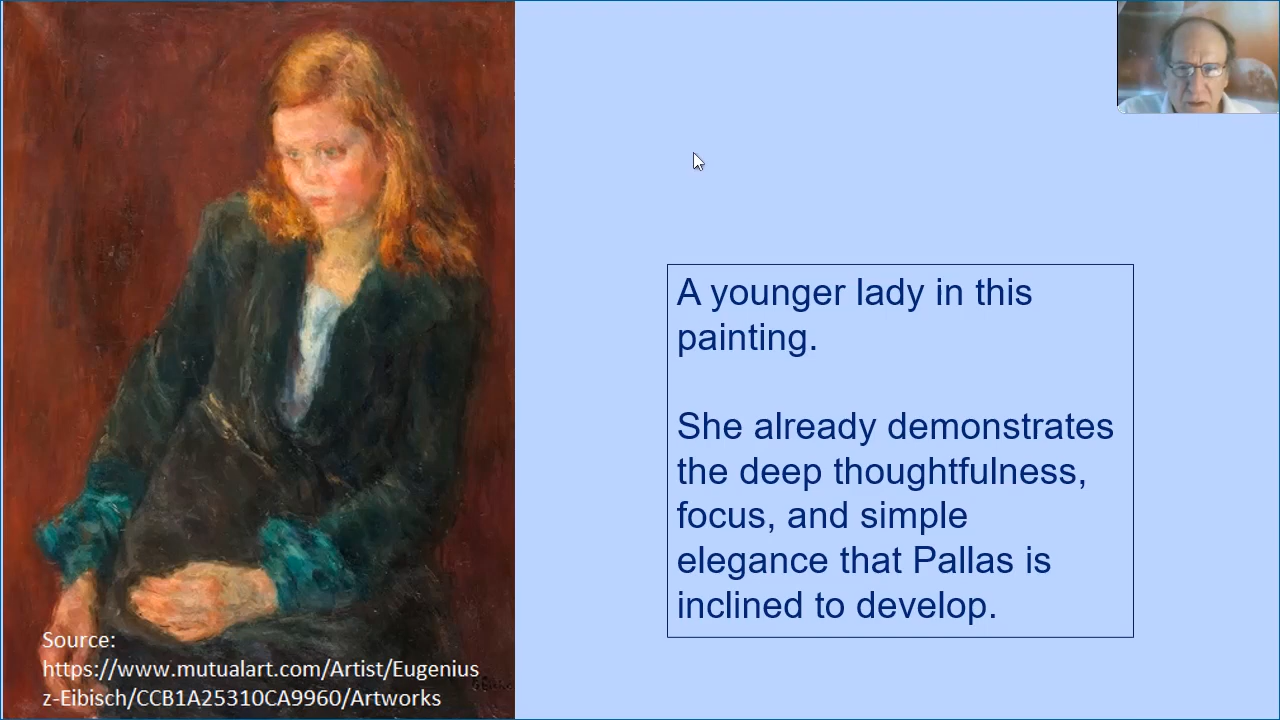 A younger lady in this
painting.
She already demonstrates
the deep thoughtfulness,
focus, and simple
elegance that Pallas is
inclined to develop.
Source:
https://www.mutualart.com/Artist/Eugenius
z-Eibisch/CCB1A25310CA9960/Artworks